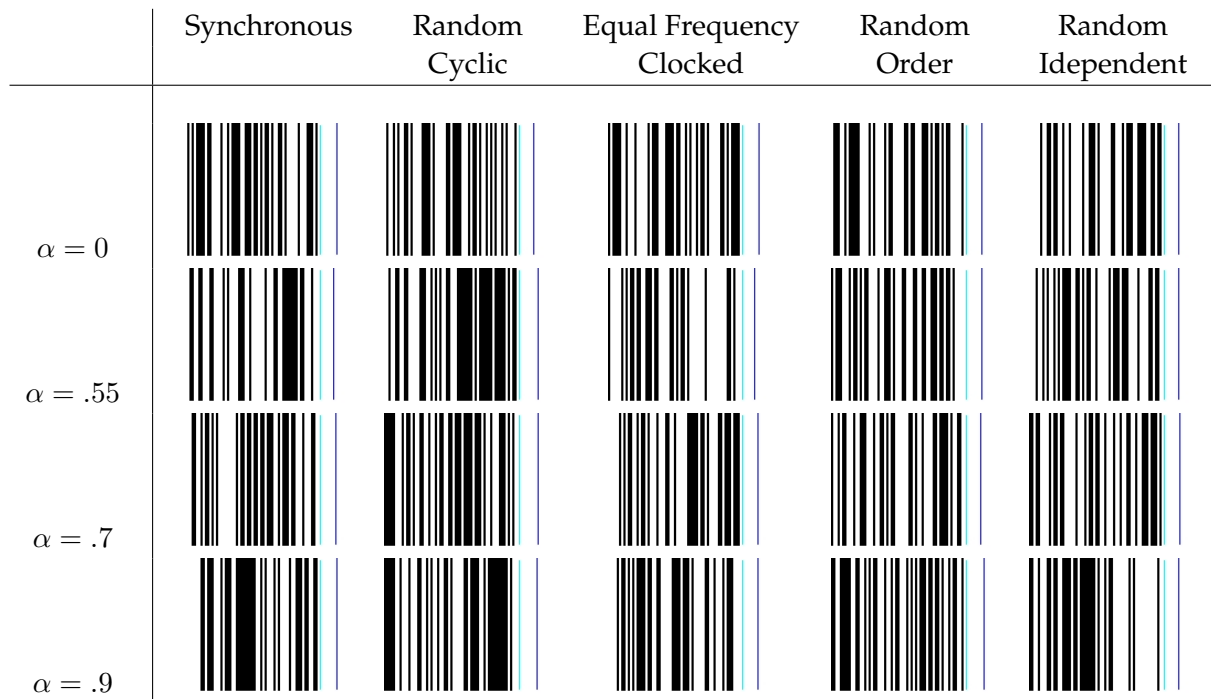 Synchronous Random Equal Frequency Random Random
Cyclic Clocked Order Idependent
α = 0
α = .55
α = .7
α = .9